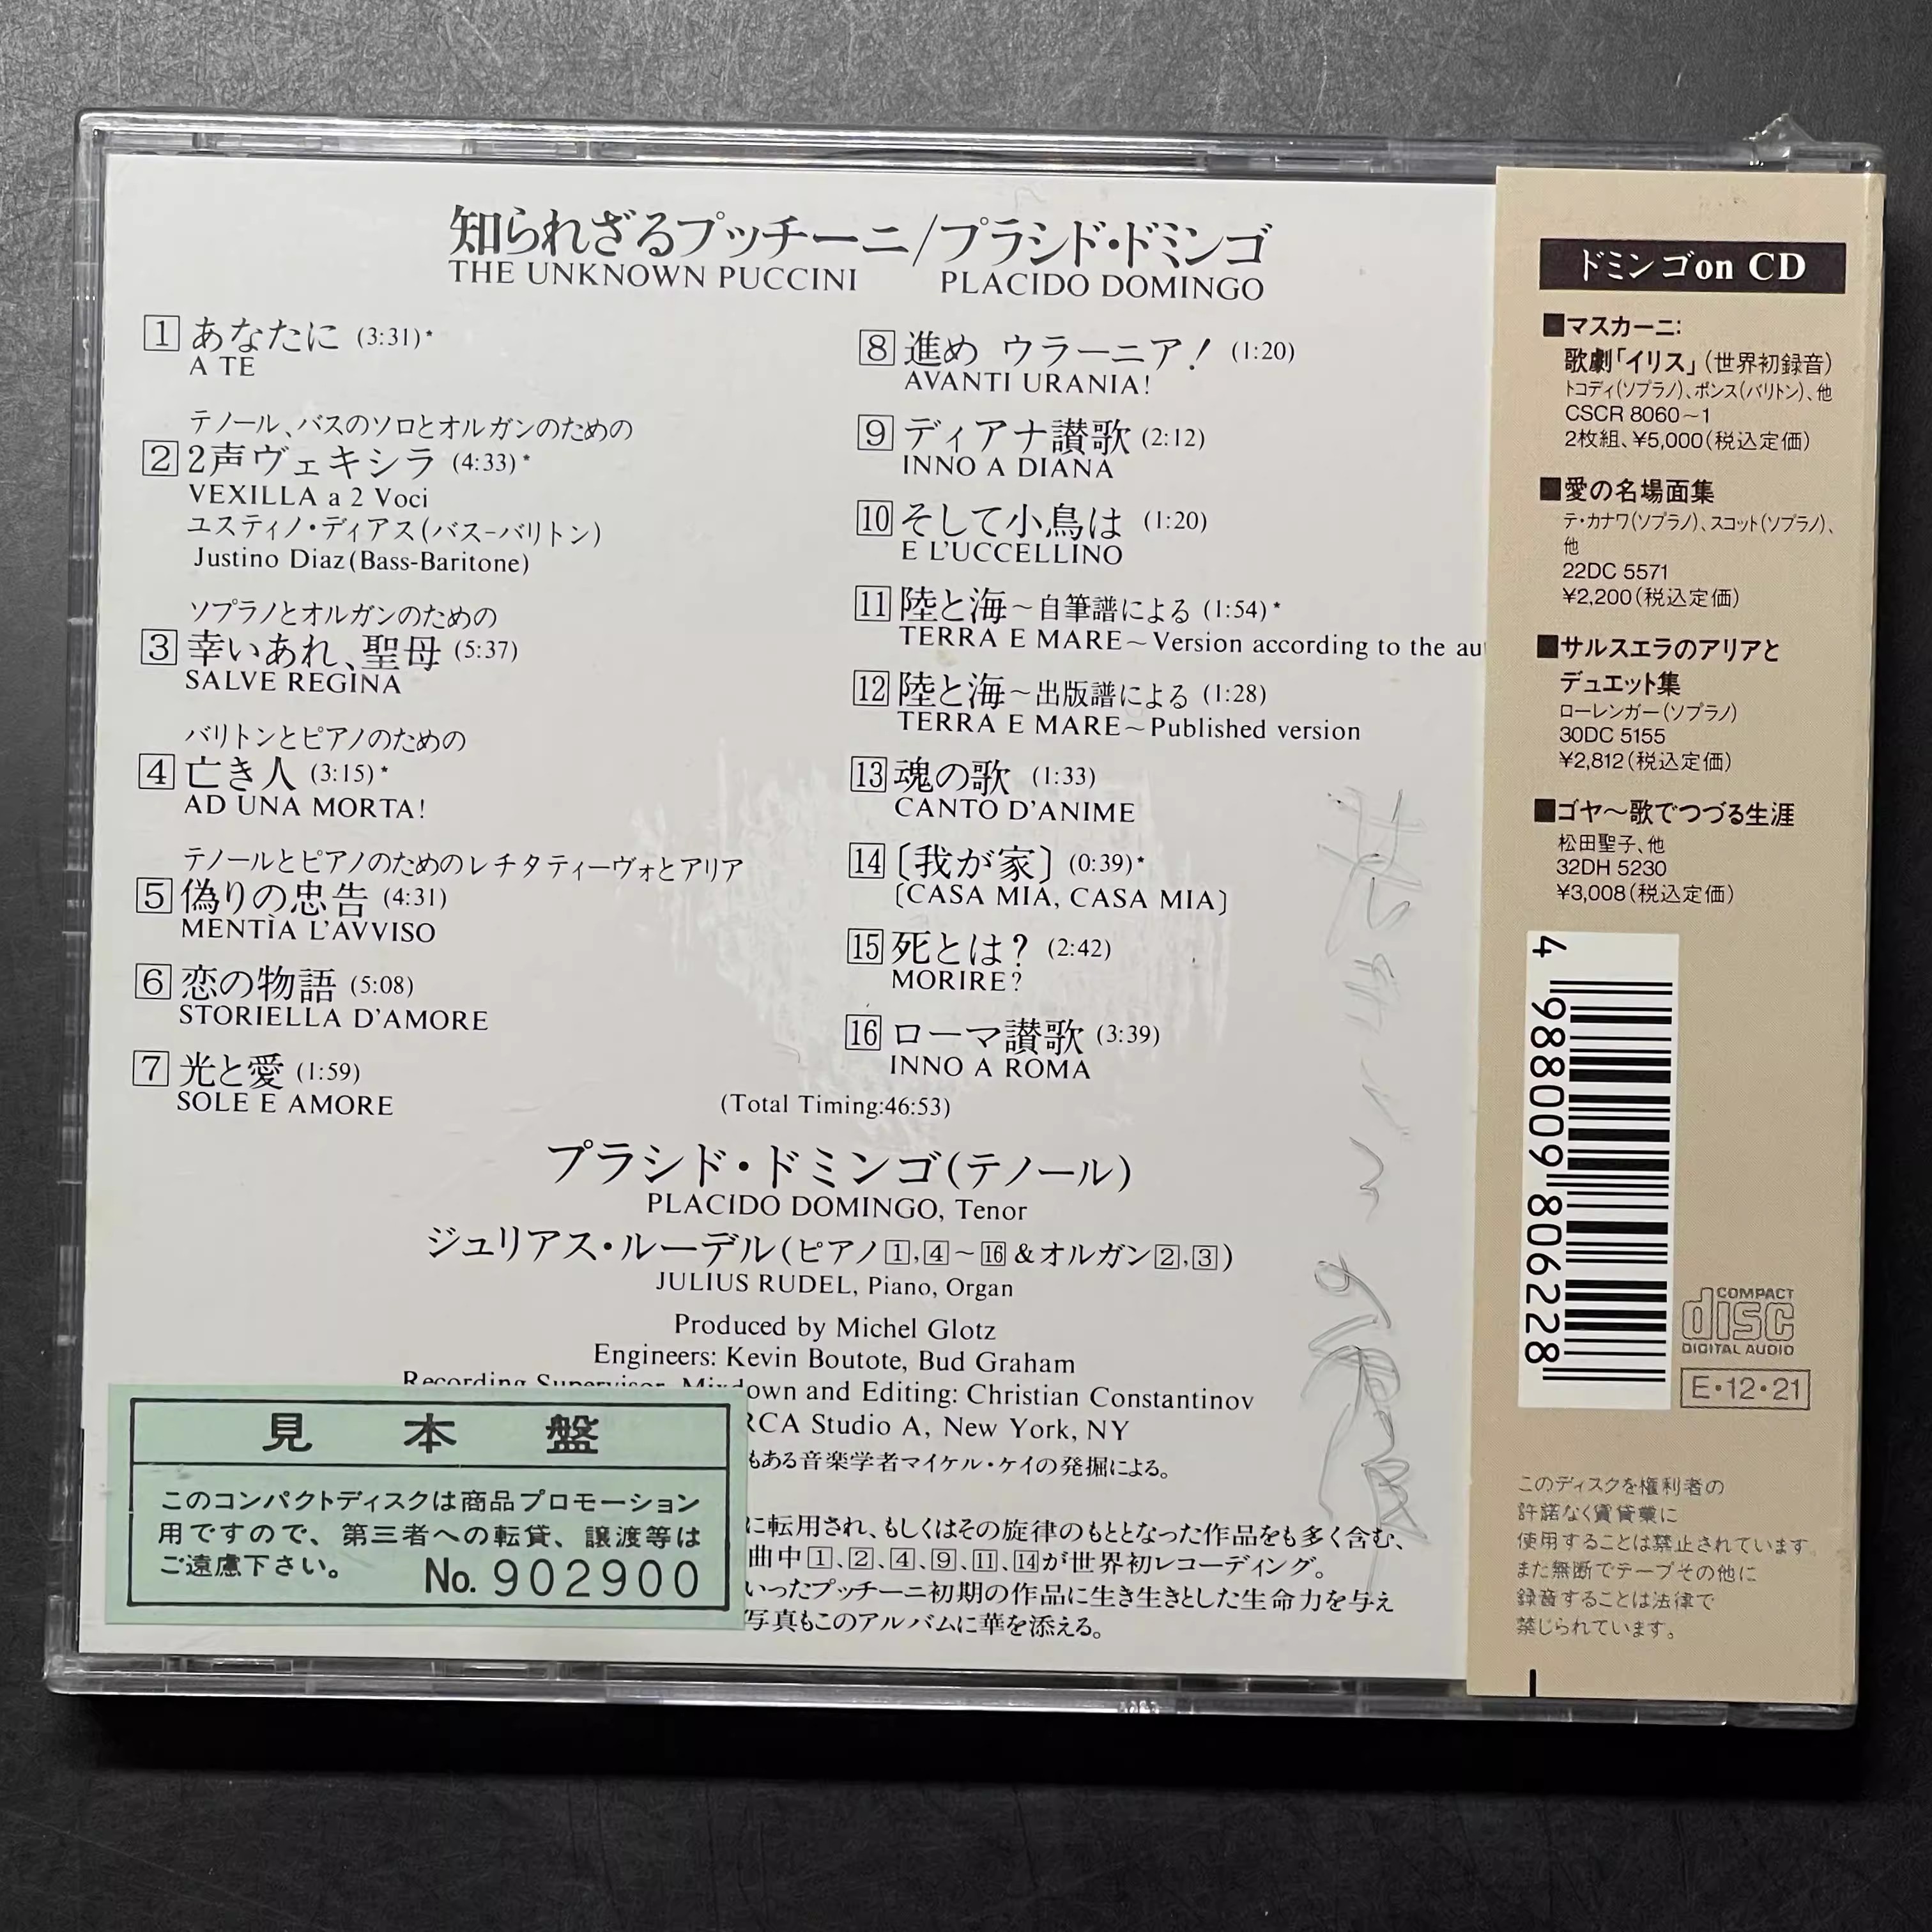 知られざるプッチーニ/プラシド・ドミンゴ
THE UNKNOWN PUCCINI PLACIDO DOMINGO
1 あなたに (3:31)*
A TE
テノール、バスのソロとオルガンのための
2 2声ヴェキシラ (4:33)*
VEXILLA a 2 Voci
ユスティノ・ディアス(バス-バリトン)
Justino Diaz(Bass-Baritone)
ソプラノとオルガンのための
3 幸いあれ、聖母 (5:37)
SALVE REGINA
バリトンとピアノのための
4 亡き人 (3:15)*
AD UNA MORTA!
テノールとピアノのためのレチタティーヴォとアリア
5 偽りの忠告 (4:31)
MENTÌA L'AVVISO
6 恋の物語 (5:08)
STORIELLA D'AMORE
7 光と愛 (1:59)
SOLE E AMORE
8 進め ウラーニア! (1:20)
AVANTI URANIA!
9 ディアナ讃歌 (2:12)
INNO A DIANA
10 そして小鳥は (1:20)
E L'UCCELLINO
11 陸と海～自筆譜による (1:54)*
TERRA E MARE～Version according to the
12 陸と海～出版譜による (1:28)
TERRA E MARE～Published version
13 魂の歌 (1:33)
CANTO D'ANIME
14 〔我が家〕 (0:39)*
〔CASA MIA, CASA MIA〕
15 死とは? (2:42)
MORIRE?
16 ローマ讃歌 (3:39)
INNO A ROMA
(Total Timing:46:53)
プラシド・ドミンゴ(テノール)
PLACIDO DOMINGO, Tenor
ジュリアス・ルーデル(ピアノ1,4～16&オルガン2,3)
JULIUS RUDEL, Piano, Organ
Produced by Michel Glotz
Engineers: Kevin Boutote, Bud Graham
Recording Supervisor, Mixdown and Editing: Christian Constantinov
RCA Studio A, New York, NY
もある音楽学者マイケル・ケイの発掘による。
に転用され、もしくはその旋律のもととなった作品をも多く含む、
曲中1、2、4、9、11、14が世界初レコーディング。
いったプッチーニ初期の作品に生き生きとした生命力を与え
写真もこのアルバムに華を添える。
見本盤
このコンパクトディスクは商品プロモーション
用ですので、第三者への転貸、譲渡等は
ご遠慮下さい。 No. 902900
ドミンゴon CD
■マスカーニ:
歌劇「イリス」(世界初録音)
トコディ(ソプラノ)、ポンス(バリトン)、他
CSCR 8060～1
2枚組、¥5,000(税込定価)
■愛の名場面集
テ・カナワ(ソプラノ)、スコット(ソプラノ)、
他
22DC 5571
¥2,200(税込定価)
■サルスエラのアリアと
デュエット集
ローレンガー(ソプラノ)
30DC 5155
¥2,812(税込定価)
■ゴヤ～歌でつづる生涯
松田聖子、他
32DH 5230
¥3,008(税込定価)
4 988009 806228
COMPACT
disc
DIGITAL AUDIO
E・12・21
このディスクを権利者の
許諾なく賃貸業に
使用することは禁止されています。
また無断でテープその他に
録音することは法律で
禁じられています。